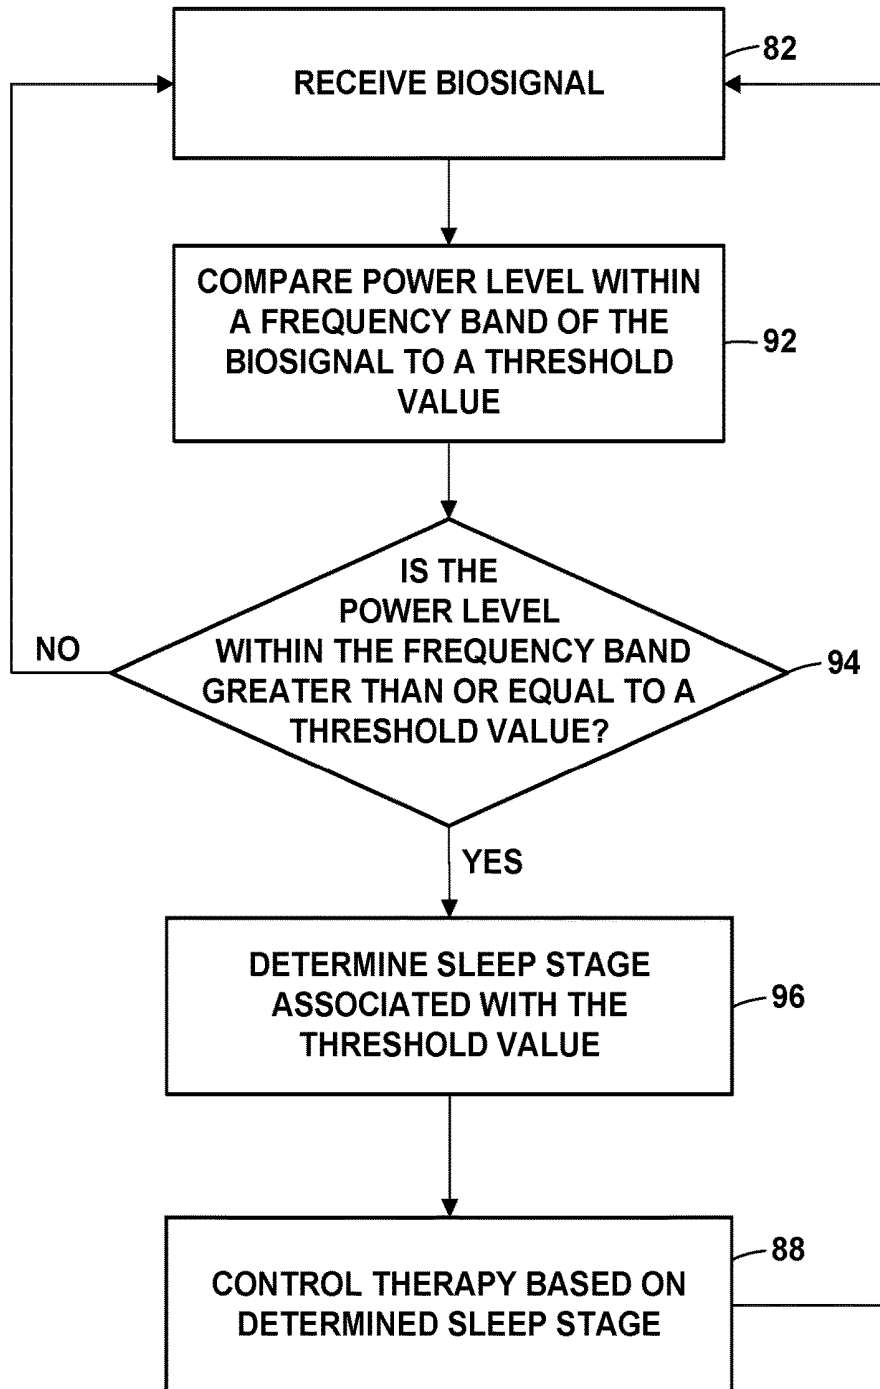 RECEIVE BIOSIGNAL
82
COMPARE POWER LEVEL WITHIN
A FREQUENCY BAND OF THE
BIOSIGNAL TO A THRESHOLD
VALUE
92
IS THE
POWER LEVEL
WITHIN THE FREQUENCY BAND
GREATER THAN OR EQUAL TO A
THRESHOLD VALUE?
94
NO
YES
DETERMINE SLEEP STAGE
ASSOCIATED WITH THE
THRESHOLD VALUE
96
CONTROL THERAPY BASED ON
DETERMINED SLEEP STAGE
88